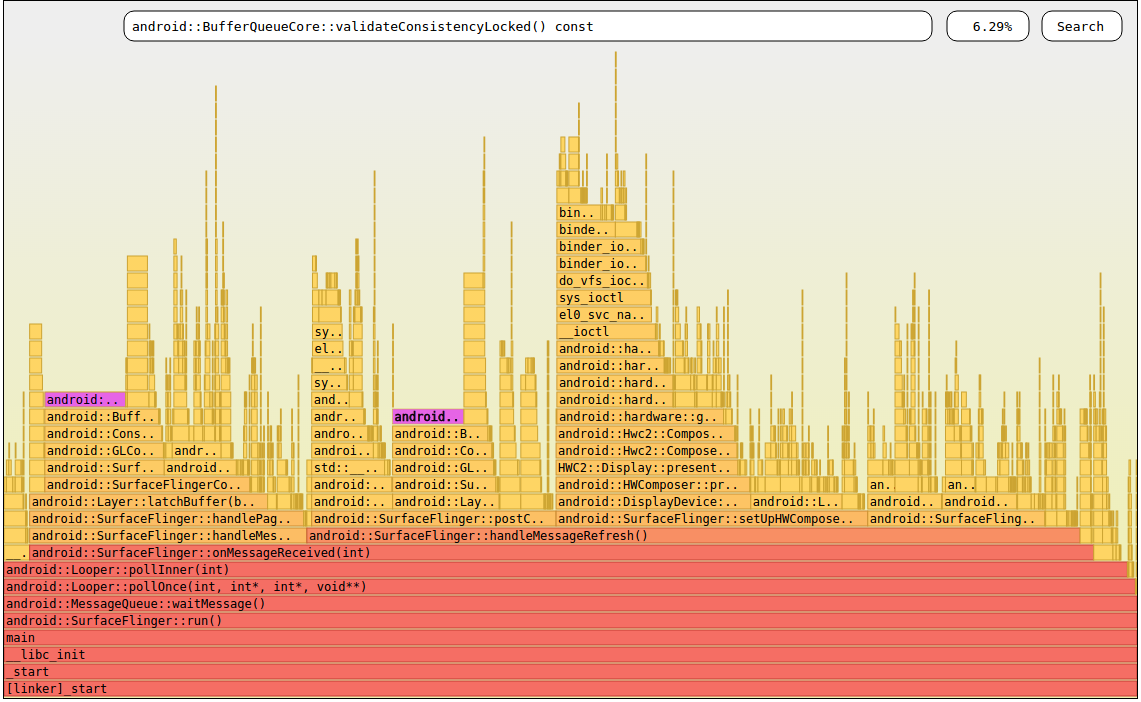 android::BufferQueueCore::validateConsistencyLocked() const 6.29% Search
bin..
binde..
binder_io..
binder_io..
do_vfs_ioc..
sys_ioctl
el0_svc_na..
sy.. __ioctl
el.. android::ha..
__.. android::har..
sy.. android::hard..
android:.. and.. android::hard..
android::Buff.. andr.. android.. android::hardware::g..
android::Cons.. andro.. android::B.. android::Hwc2::Compos..
android::GLCo.. andr.. androi.. android::Co.. android::Hwc2::Compose..
android::Surf.. android.. std::__.. android::GL.. HWC2::Display::present..
android::SurfaceFlingerCo.. android:.. android::Su.. android::HWComposer::pr.. an.. an..
android::Layer::latchBuffer(b.. android:.. android::Lay.. android::DisplayDevice:.. android::L.. android.. android..
android::SurfaceFlinger::handlePag.. android::SurfaceFlinger::postC.. android::SurfaceFlinger::setUpHWCompose.. android::SurfaceFling..
android::SurfaceFlinger::handleMes.. android::SurfaceFlinger::handleMessageRefresh()
__.. android::SurfaceFlinger::onMessageReceived(int)
android::Looper::pollInner(int)
android::Looper::pollOnce(int, int*, int*, void**)
android::MessageQueue::waitMessage()
android::SurfaceFlinger::run()
main
__libc_init
_start
[linker]_start